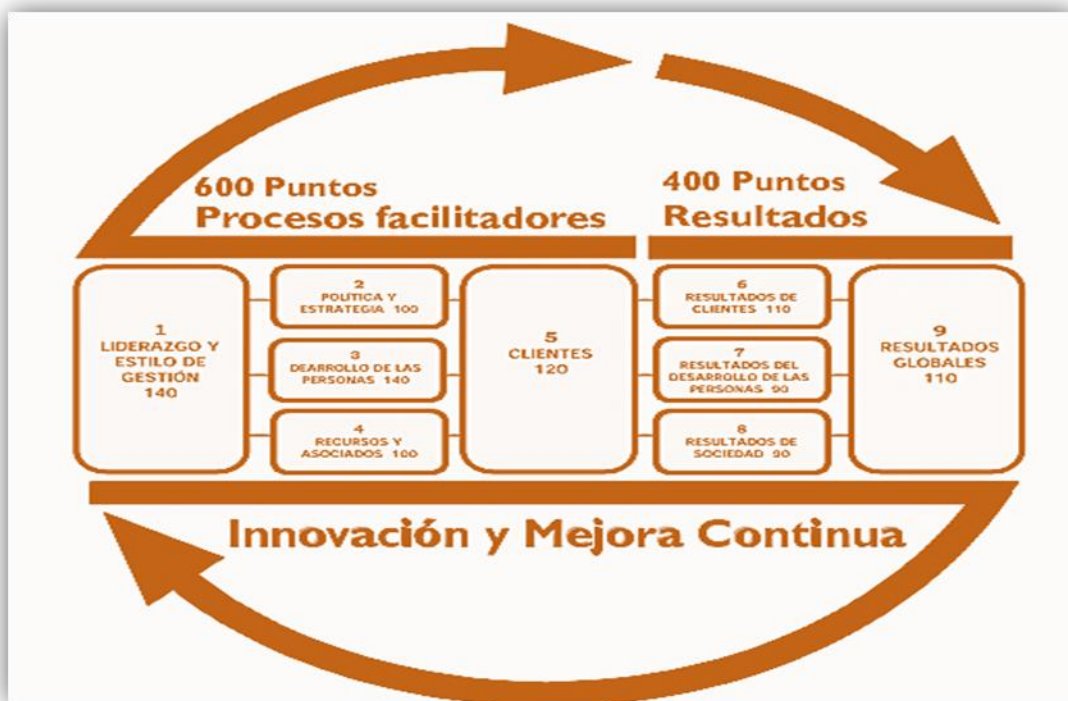 600 Puntos
Procesos facilitadores
400 Puntos
Resultados
1
LIDERAZGO Y
ESTILO DE
GESTIÓN
140
2
POLÍTICA Y
ESTRATEGIA 100
3
DEARROLLO DE LAS
PERSONAS 140
4
RECURSOS Y
ASOCIADOS 100
5
CLIENTES
120
6
RESULTADOS DE
CLIENTES 110
7
RESULTADOS DEL
DESARROLLO DE LAS
PERSONAS 90
8
RESULTADOS DE
SOCIEDAD 90
9
RESULTADOS
GLOBALES
110
Innovación y Mejora Continua